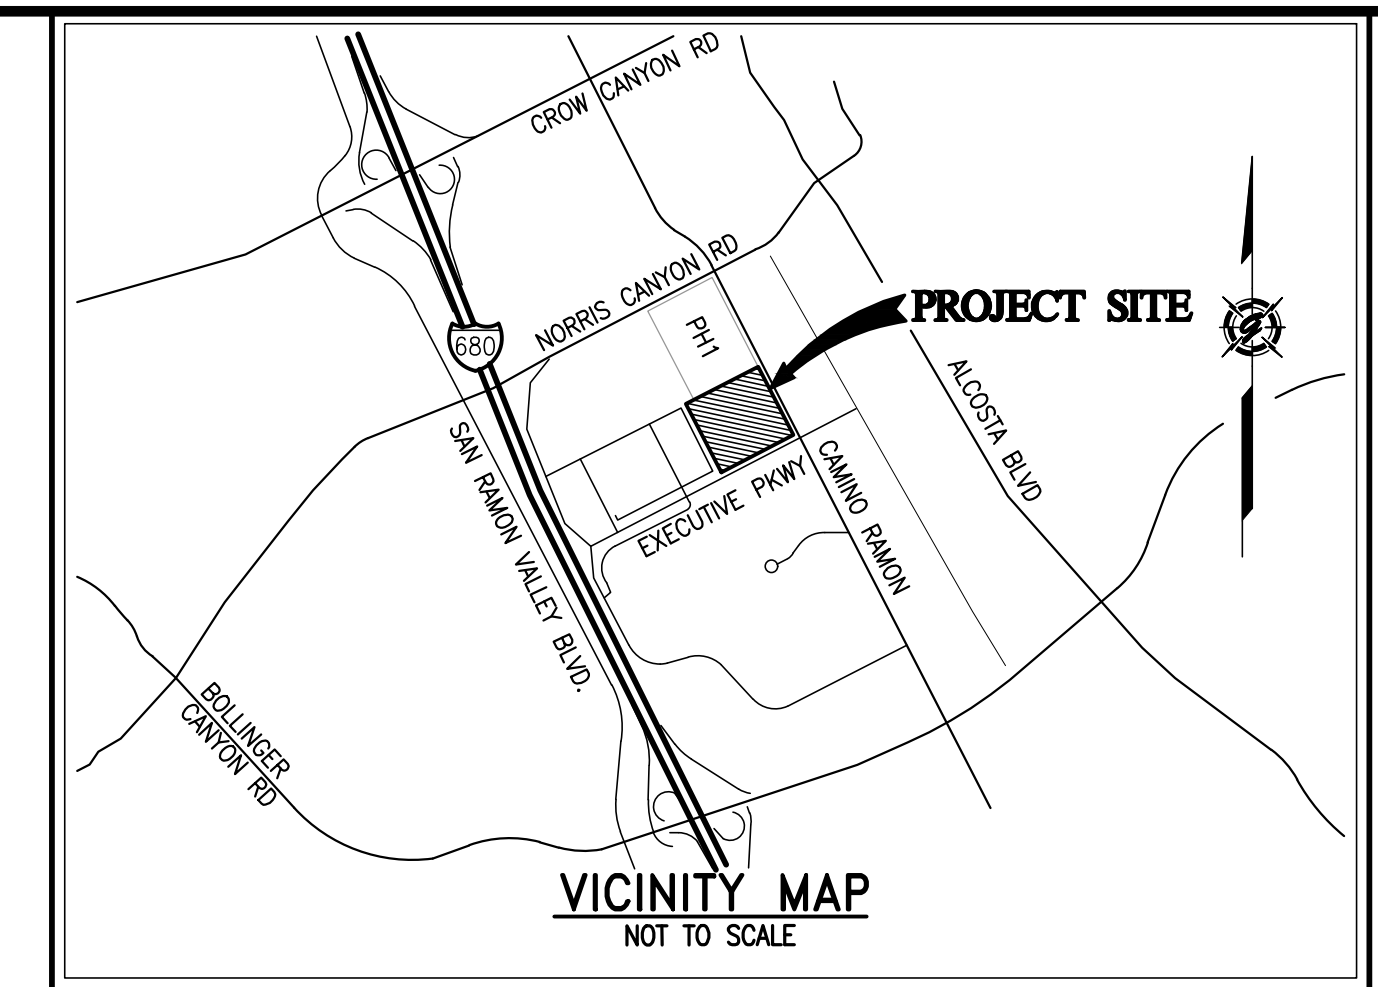 CROW CANYON RD
NORRIS CANYON RD
PROJECT SITE
PH1
680
ALCOSTA BLVD
SAN RAMON VALLEY BLVD.
EXECUTIVE PKWY
CAMINO RAMON
BOLLINGER
CANYON RD
VICINITY MAP
NOT TO SCALE